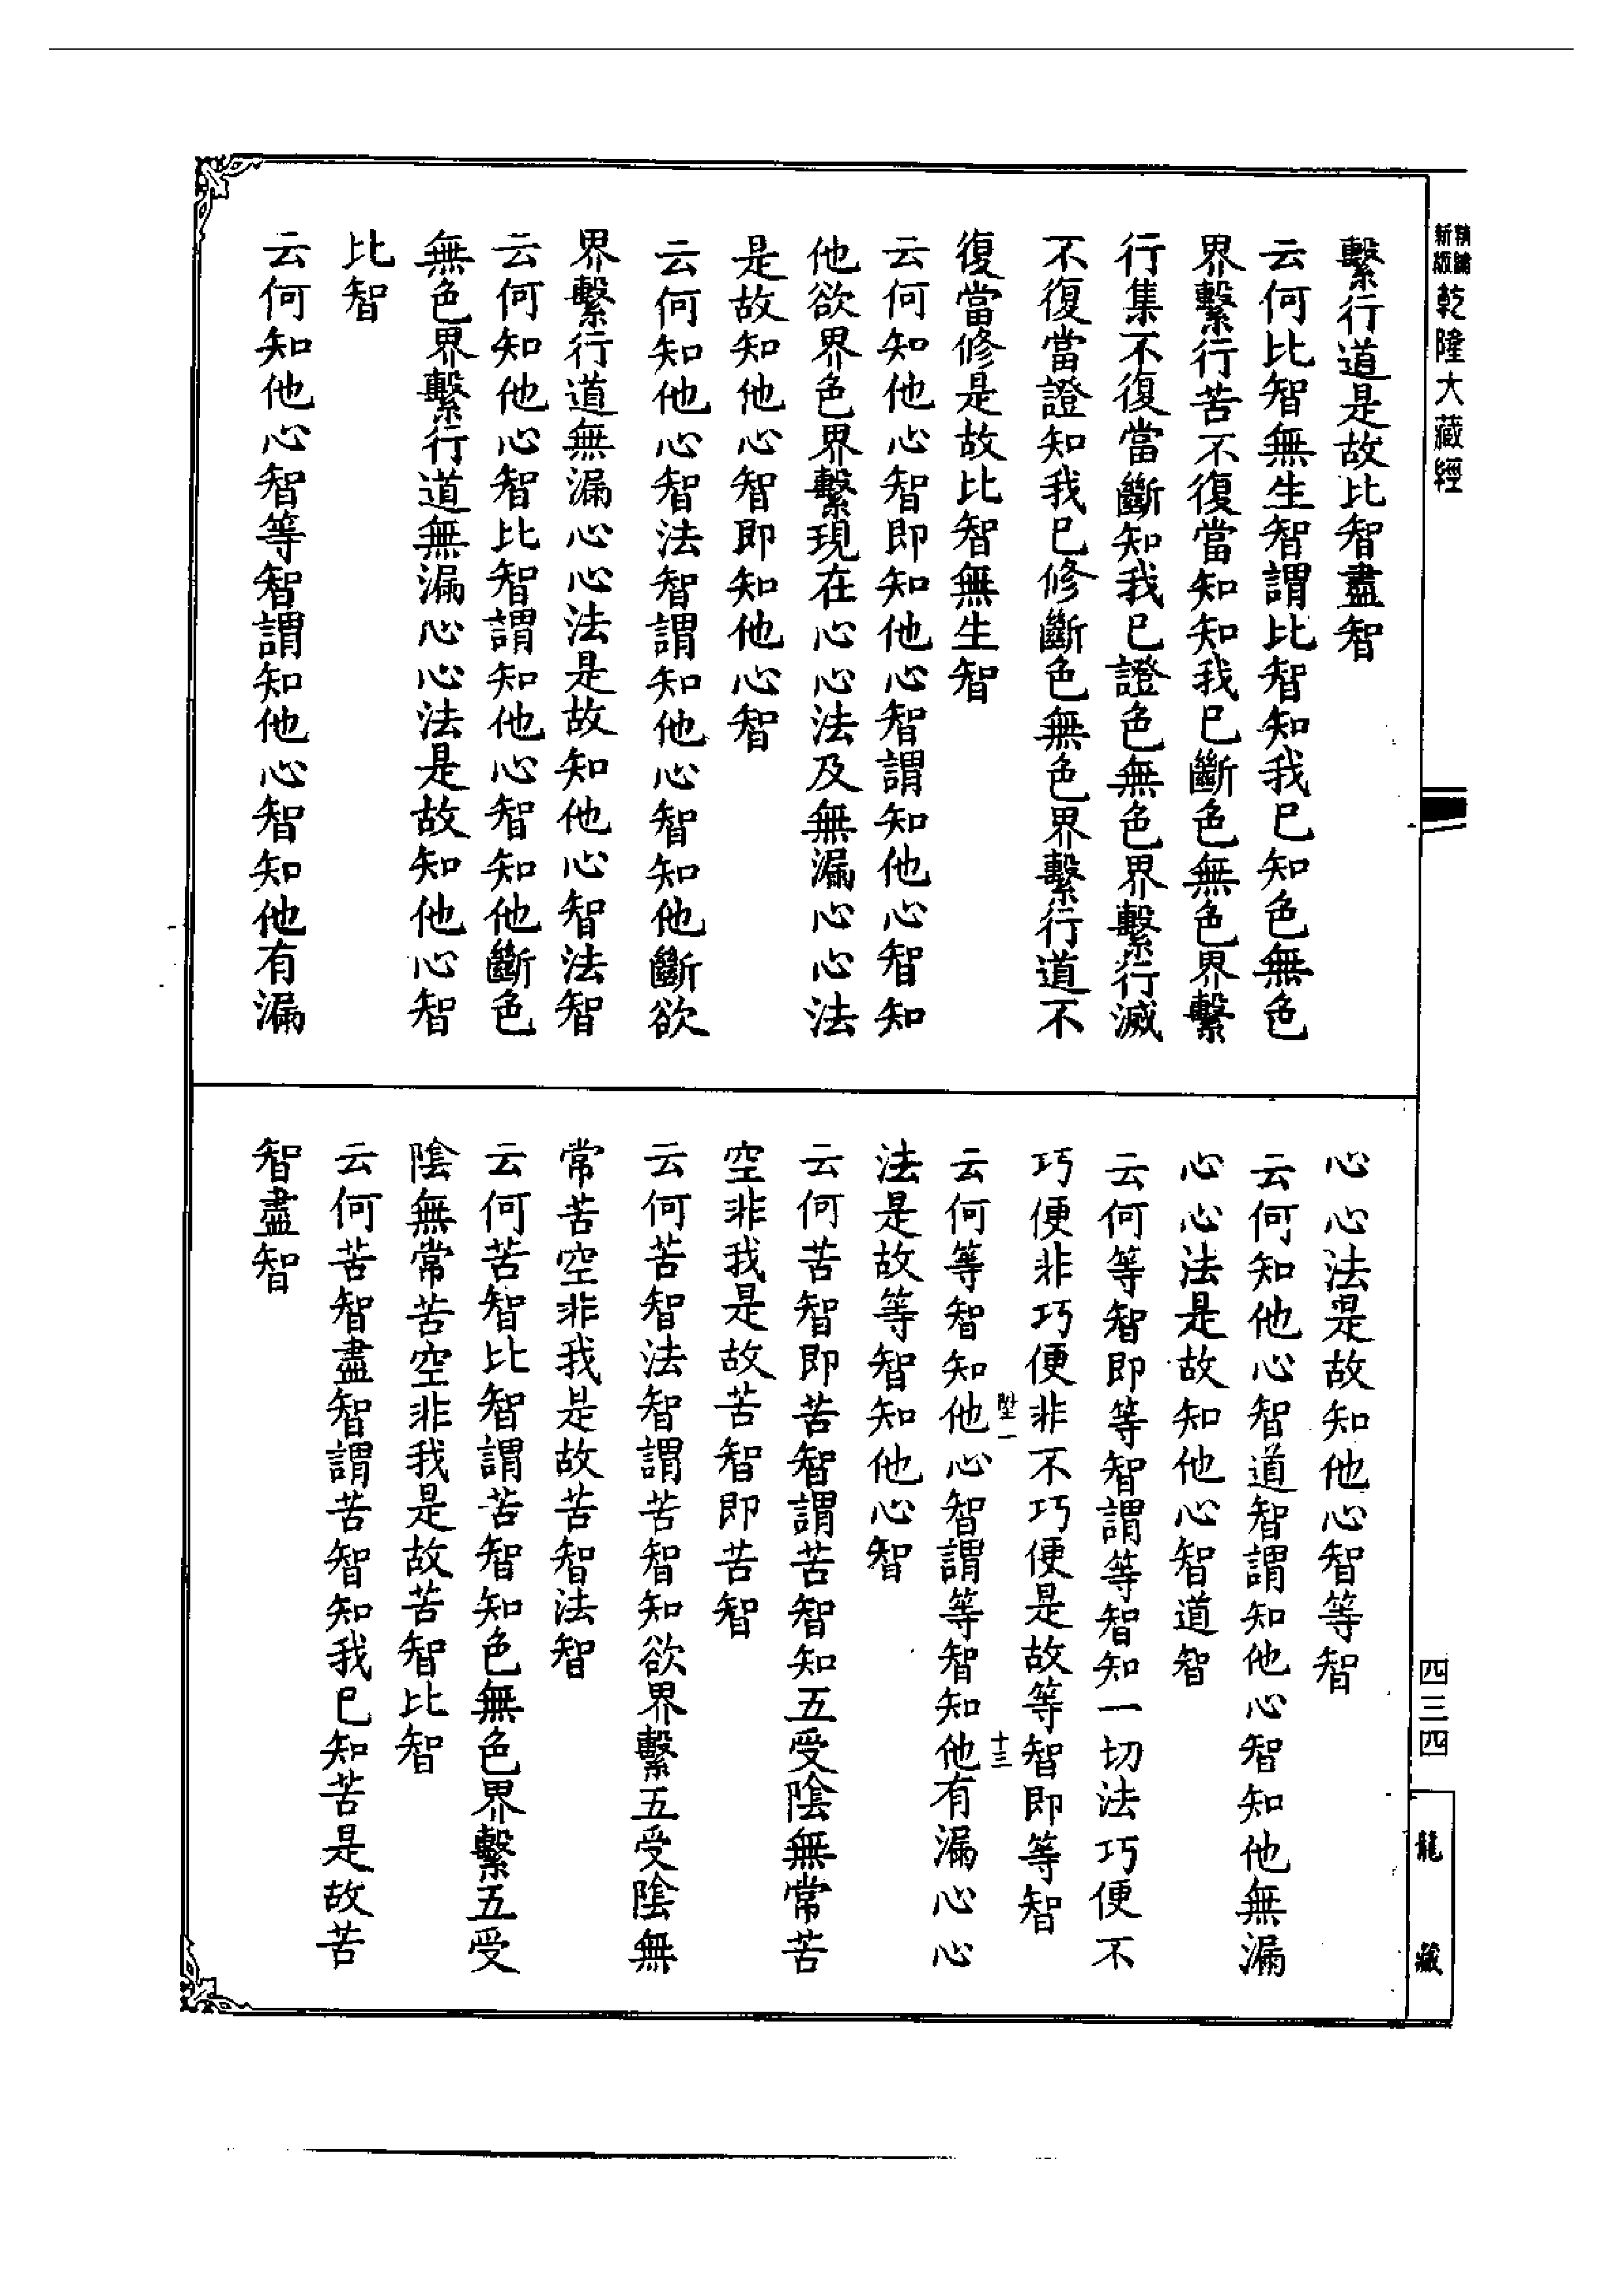 新版
乾隆大藏經
繫行道是故比智盡智
云何比智無生智謂比智知我已知色無色
界繫行苦不復當知知我已斷色無色界繫
行集不復當斷知我已證色無色界繫行滅
不復當證知我已修斷色無色界繫行道不
復當修是故比智無生智
云何知他心智即知他心智謂知他心智知
他欲界色界繫現在心心法及無漏心心法
是故知他心智即知他心智
云何知他心智法智謂知他心智知他斷欲
界繫行道無漏心心法是故知他心智法智
云何知他心智比智謂知他心智知他斷色
無色界繫行道無漏心心法是故知他心智
比智
云何知他心智等智謂知他心智知他有漏
心心法是故知他心智等智
云何知他心智道智謂知他心智知他無漏
心心法是故知他心智道智
云何等智即等智謂等智知一切法巧便不
巧便非巧便非不巧便是故等智即等智
十三
云何等智知他心智謂等智知他有漏心心
法是故等智知他心智
云何苦智即苦智謂苦智知五受陰無常苦
空非我是故苦智即苦智
云何苦智法智謂苦智知欲界繫五受陰無
常苦空非我是故苦智法智
云何苦智比智謂苦智知色無色界繫五受
陰無常苦空非我是故苦智比智
云何苦智盡智謂苦智知我已知苦是故苦
智盡智
四三四
龍藏